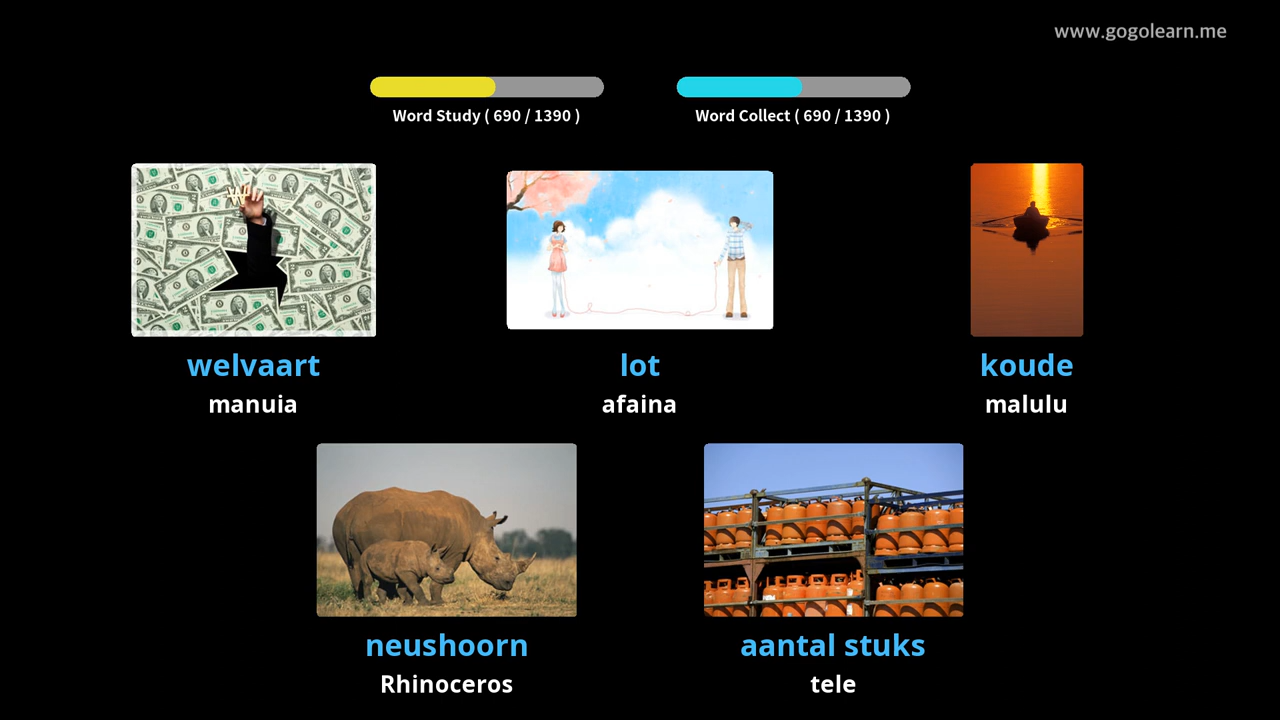 www.gogolearn.me
Word Study ( 690 / 1390 )
Word Collect ( 690 / 1390 )
welvaart
manuia
lot
afaina
koude
malulu
neushoorn
Rhinoceros
aantal stuks
tele